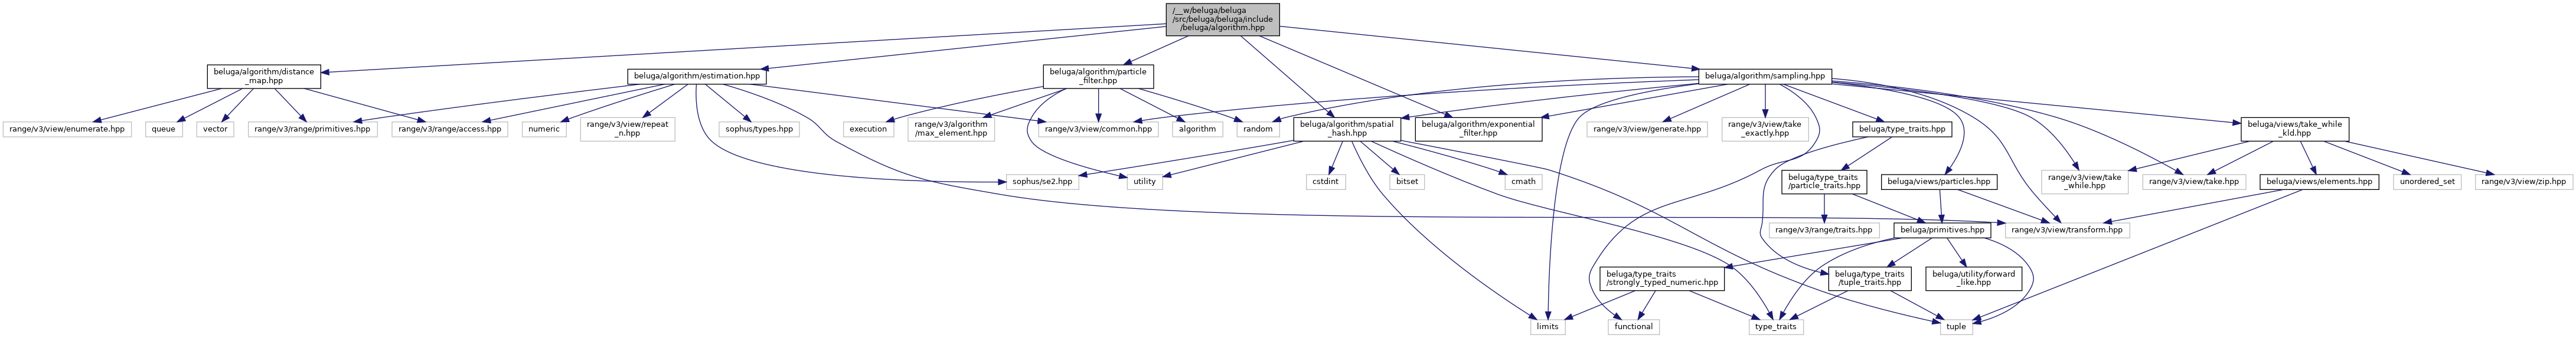 /__w/beluga/beluga
/src/beluga/beluga/include
/beluga/algorithm.hpp
beluga/algorithm/distance
_map.hpp
beluga/algorithm/estimation.hpp
beluga/algorithm/particle
_filter.hpp
beluga/algorithm/sampling.hpp
range/v3/view/enumerate.hpp
queue
vector
range/v3/range/primitives.hpp
range/v3/range/access.hpp
numeric
range/v3/view/repeat
_n.hpp
sophus/types.hpp
execution
range/v3/algorithm
/max_element.hpp
range/v3/view/common.hpp
algorithm
random
beluga/algorithm/spatial
_hash.hpp
beluga/algorithm/exponential
_filter.hpp
range/v3/view/generate.hpp
range/v3/view/take
_exactly.hpp
beluga/type_traits.hpp
beluga/views/take_while
_kld.hpp
sophus/se2.hpp
utility
cstdint
bitset
cmath
beluga/type_traits
/particle_traits.hpp
beluga/views/particles.hpp
range/v3/view/take
_while.hpp
range/v3/view/take.hpp
beluga/views/elements.hpp
unordered_set
range/v3/view/zip.hpp
range/v3/range/traits.hpp
beluga/primitives.hpp
range/v3/view/transform.hpp
beluga/type_traits
/strongly_typed_numeric.hpp
beluga/type_traits
/tuple_traits.hpp
beluga/utility/forward
_like.hpp
limits
functional
type_traits
tuple